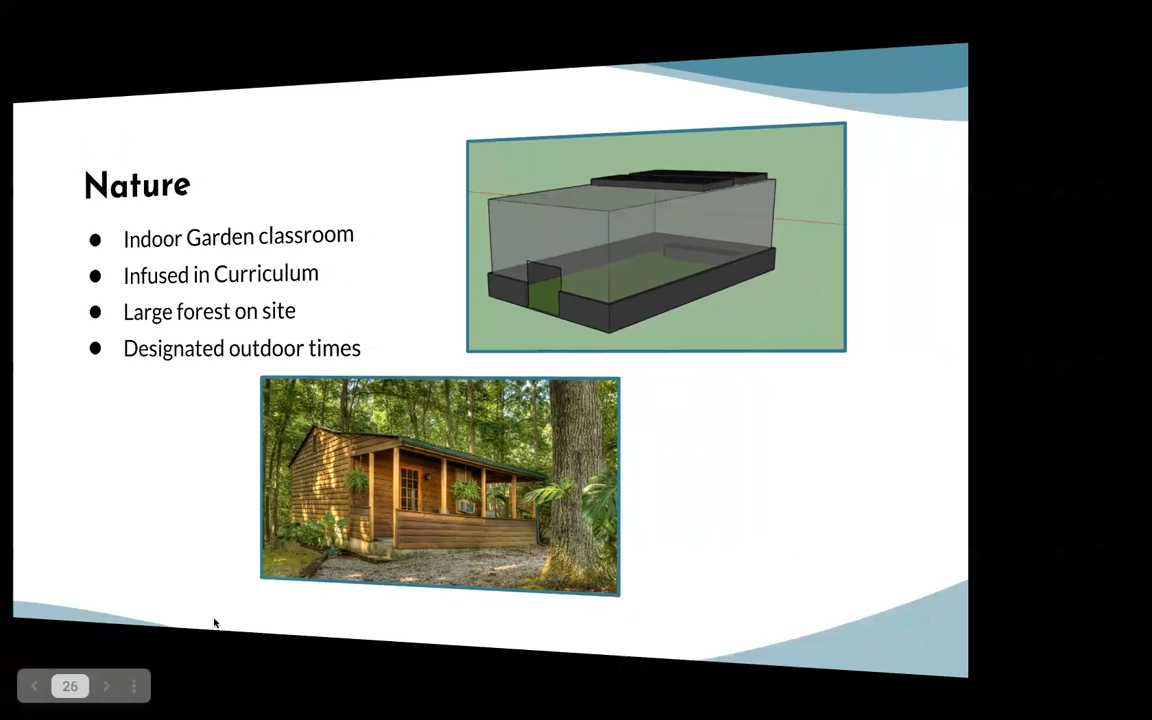 Nature
● Indoor Garden classroom
● Infused in Curriculum
● Large forest on site
● Designated outdoor times
26